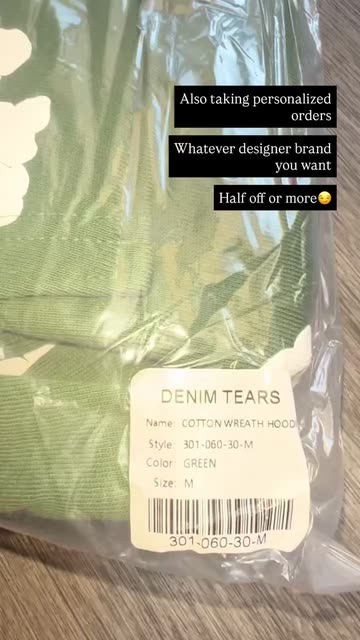 Also taking personalized
orders
Whatever designer brand
you want
Half off or more😏
DENIM TEARS
Name: COTTON WREATH HOOD
Style: 301-060-30-M
Color: GREEN
Size: M
301-060-30-M